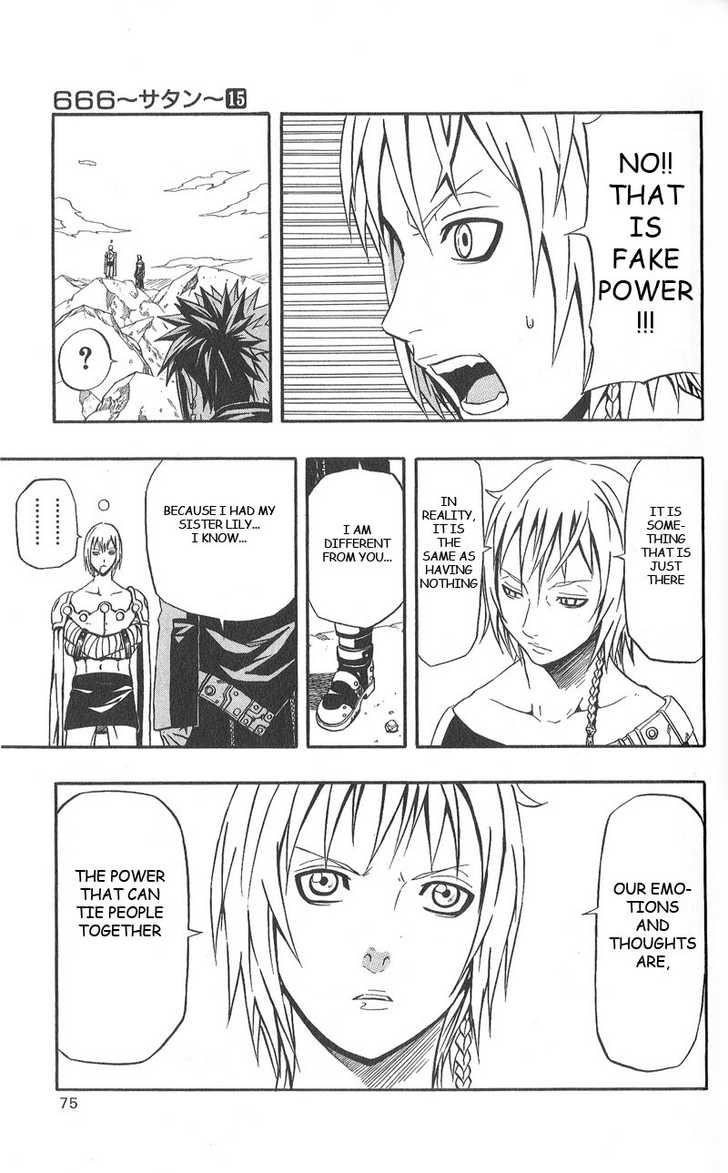 666～サタン～15
NO!!
THAT
IS
FAKE
POWER
!!!
?
IT IS
SOME-
THING
THAT IS
JUST
THERE
IN
REALITY,
IT IS
THE
SAME AS
HAVING
NOTHING
I AM
DIFFERENT
FROM YOU...
BECAUSE I HAD MY
SISTER LILY...
I KNOW...
OUR EMO-
TIONS
AND
THOUGHTS
ARE,
THE POWER
THAT CAN
TIE PEOPLE
TOGETHER
75